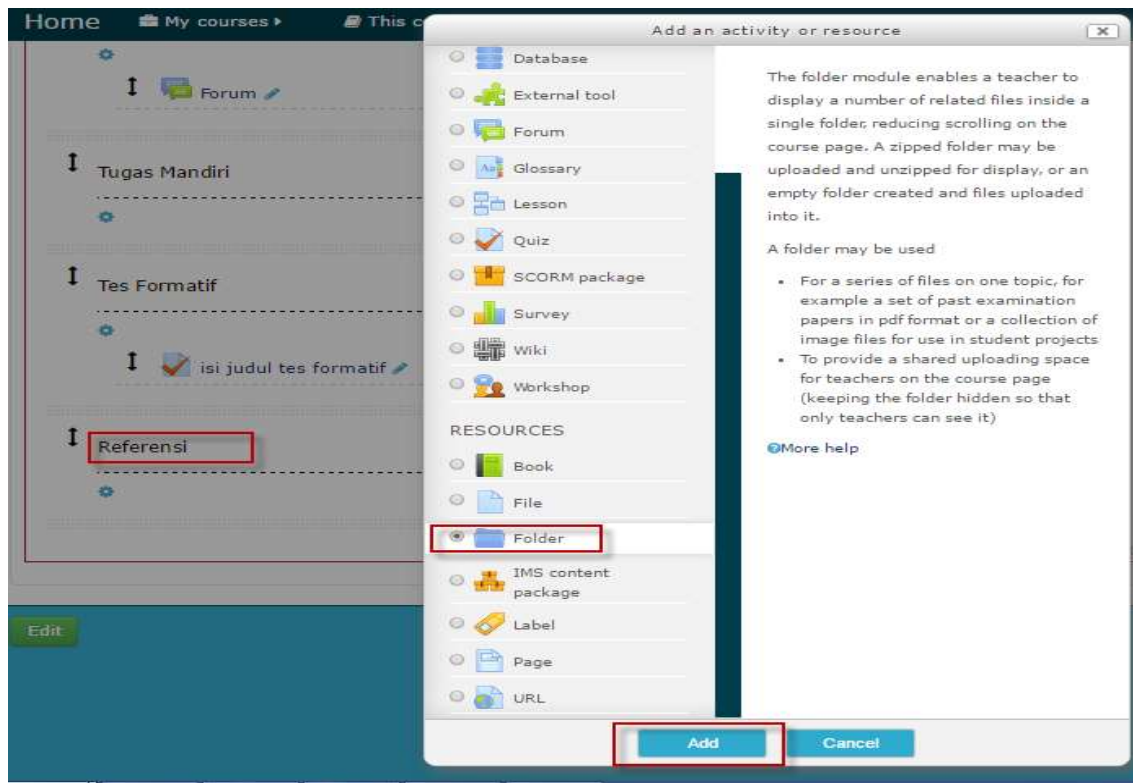 Home My courses This c
Forum
Tugas Mandiri
Tes Formatif
isi judul tes formatif
Referensi
Edit
Add an activity or resource
Database
External tool
Forum
Glossary
Lesson
Quiz
SCORM package
Survey
Wiki
Workshop
RESOURCES
Book
File
Folder
IMS content
package
Label
Page
URL
The folder module enables a teacher to
display a number of related files inside a
single folder, reducing scrolling on the
course page. A zipped folder may be
uploaded and unzipped for display, or an
empty folder created and files uploaded
into it.
A folder may be used
• For a series of files on one topic, for
example a set of past examination
papers in pdf format or a collection of
image files for use in student projects
• To provide a shared uploading space
for teachers on the course page
(keeping the folder hidden so that
only teachers can see it)
More help
Add Cancel